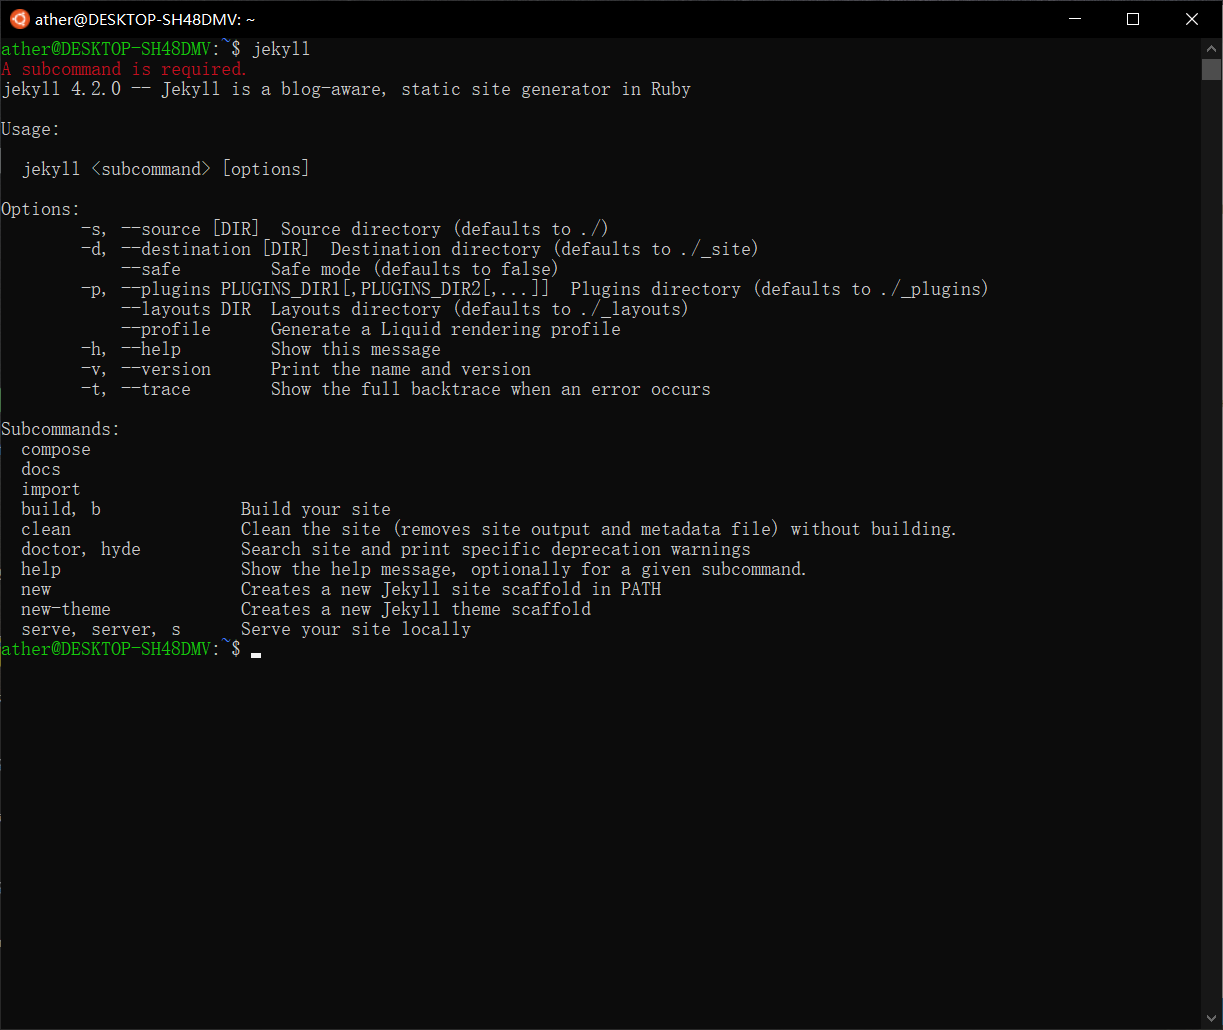 ather@DESKTOP-SH48DMV: ~
ather@DESKTOP-SH48DMV:~$ jekyll
A subcommand is required.
jekyll 4.2.0 -- Jekyll is a blog-aware, static site generator in Ruby
Usage:
jekyll <subcommand> [options]
Options:
-s, --source [DIR]  Source directory (defaults to ./)
-d, --destination [DIR]  Destination directory (defaults to ./_site)
--safe         Safe mode (defaults to false)
-p, --plugins PLUGINS_DIR1[,PLUGINS_DIR2[,...]]  Plugins directory (defaults to ./_plugins)
--layouts DIR  Layouts directory (defaults to ./_layouts)
--profile      Generate a Liquid rendering profile
-h, --help         Show this message
-v, --version      Print the name and version
-t, --trace        Show the full backtrace when an error occurs
Subcommands:
compose
docs
import
build, b              Build your site
clean                 Clean the site (removes site output and metadata file) without building.
doctor, hyde          Search site and print specific deprecation warnings
help                  Show the help message, optionally for a given subcommand.
new                   Creates a new Jekyll site scaffold in PATH
new-theme             Creates a new Jekyll theme scaffold
serve, server, s      Serve your site locally
ather@DESKTOP-SH48DMV:~$